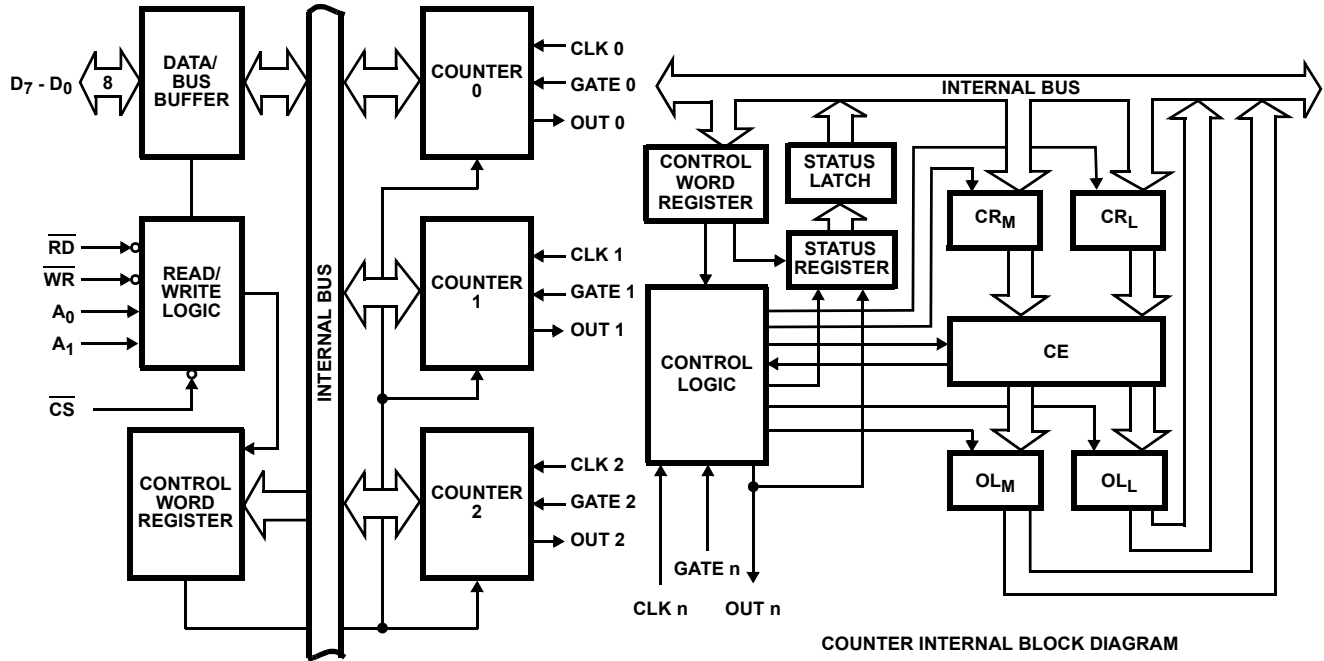 D7 - D0
8
DATA/
BUS
BUFFER
RD
WR
A0
A1
CS
READ/
WRITE
LOGIC
CONTROL
WORD
REGISTER
INTERNAL BUS
COUNTER
0
CLK 0
GATE 0
OUT 0
COUNTER
1
CLK 1
GATE 1
OUT 1
COUNTER
2
CLK 2
GATE 2
OUT 2
INTERNAL BUS
CONTROL
WORD
REGISTER
STATUS
LATCH
STATUS
REGISTER
CONTROL
LOGIC
CRM
CRL
CE
OLM
OLL
GATE n
CLK n
OUT n
COUNTER INTERNAL BLOCK DIAGRAM